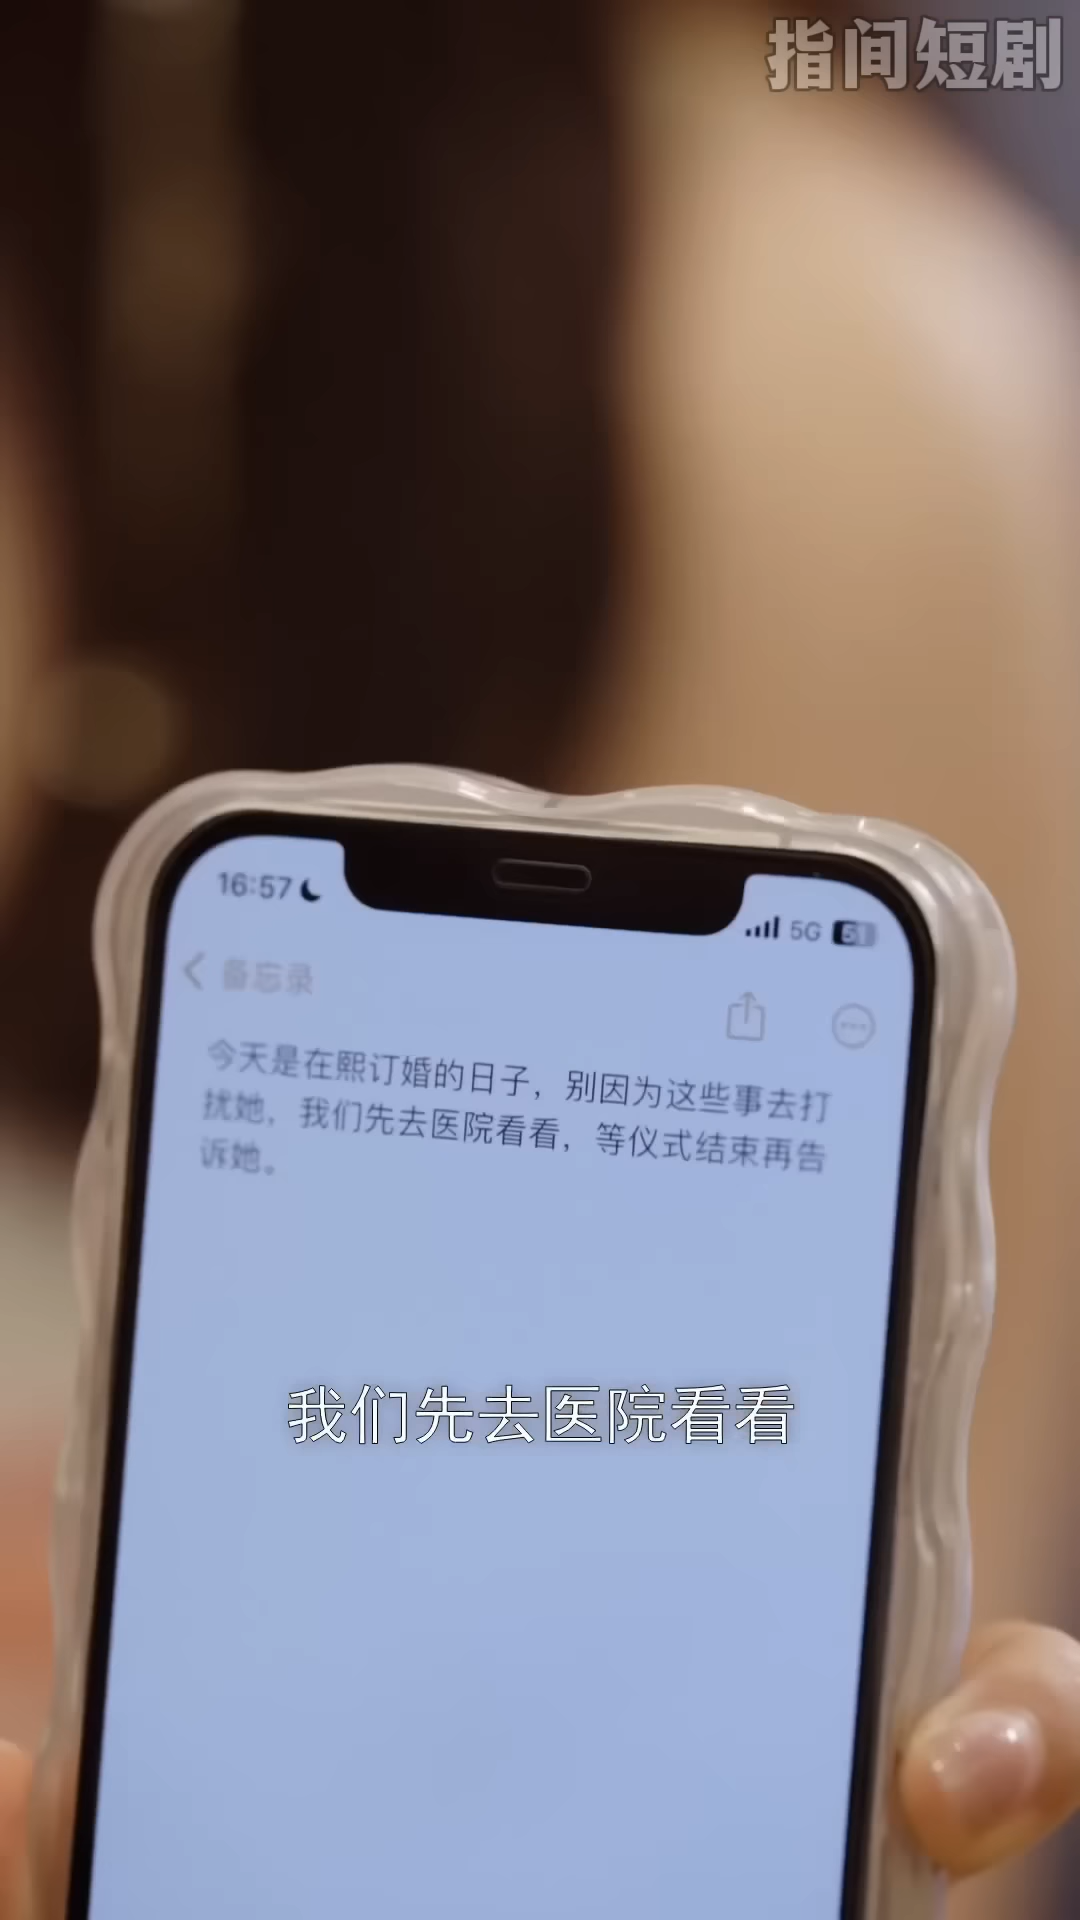 指间短剧
16:57
5G 51
备忘录
今天是在熙订婚的日子，别因为这些事去打
扰她，我们先去医院看看，等仪式结束再告
诉她。
我们先去医院看看